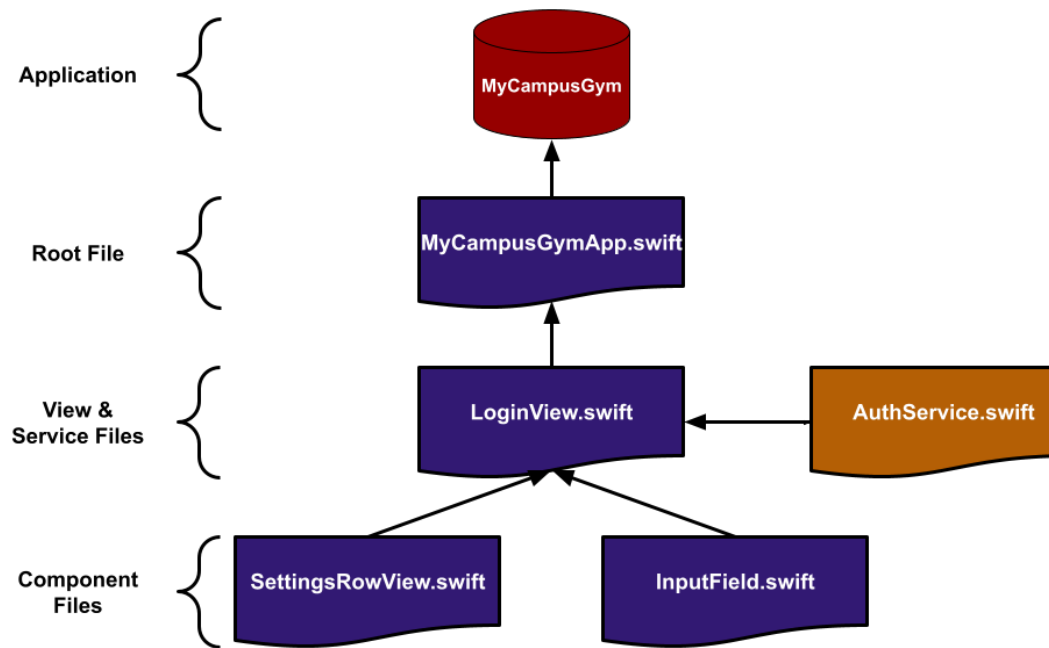 Application
MyCampusGym
Root File
MyCampusGymApp.swift
View &
Service Files
LoginView.swift
AuthService.swift
Component
Files
SettingsRowView.swift
InputField.swift